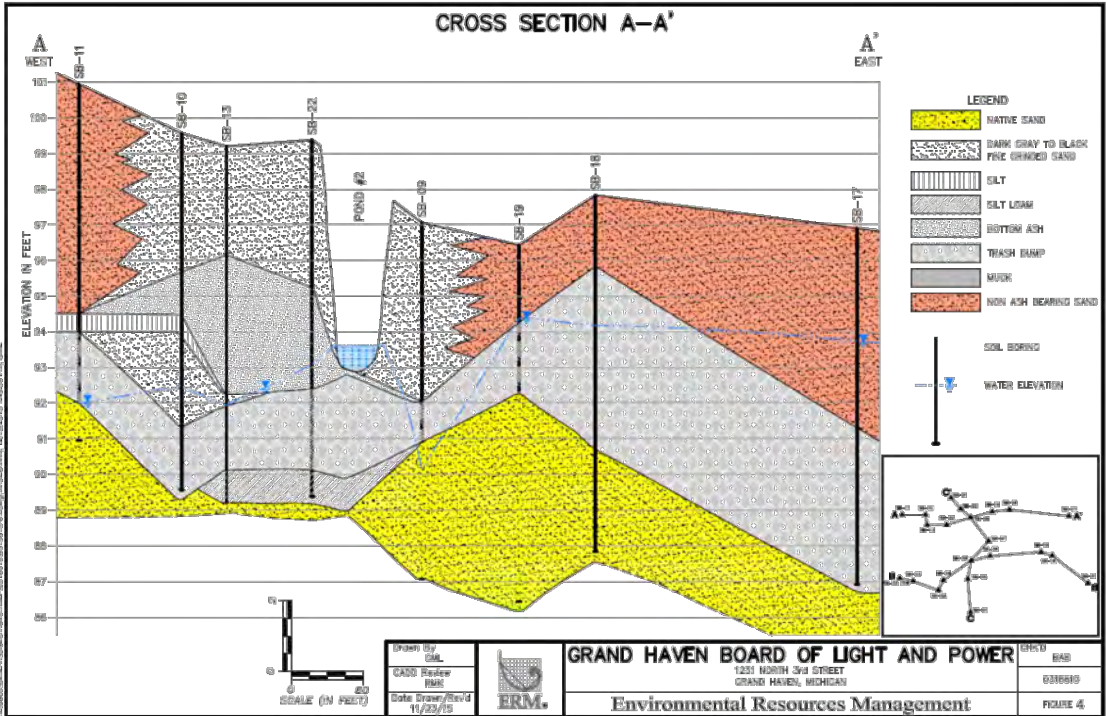 CROSS SECTION A-A'
A
WEST
A'
EAST
SB-11
SB-10
SB-13
SB-22
POND #2
SB-09
SB-19
SB-18
SB-17
ELEVATION IN FEET
101
100
99
98
97
96
95
94
93
92
91
90
89
88
87
86
LEGEND
NATIVE SAND
DARK GRAY TO BLACK
FINE GRINDED SAND
SILT
SILT LOAM
BOTTOM ASH
TRASH DUMP
MUCK
NON ASH BEARING SAND
SOIL BORING
WATER ELEVATION
A
A'
B
B'
C
C'
0
SCALE (IN FEET)
Drawn By
CADD Review
Date Drawn/Rev'd
11/23/15
ERM.
GRAND HAVEN BOARD OF LIGHT AND POWER
1231 NORTH 3rd STREET
GRAND HAVEN, MICHIGAN
Environmental Resources Management
FIGURE 4